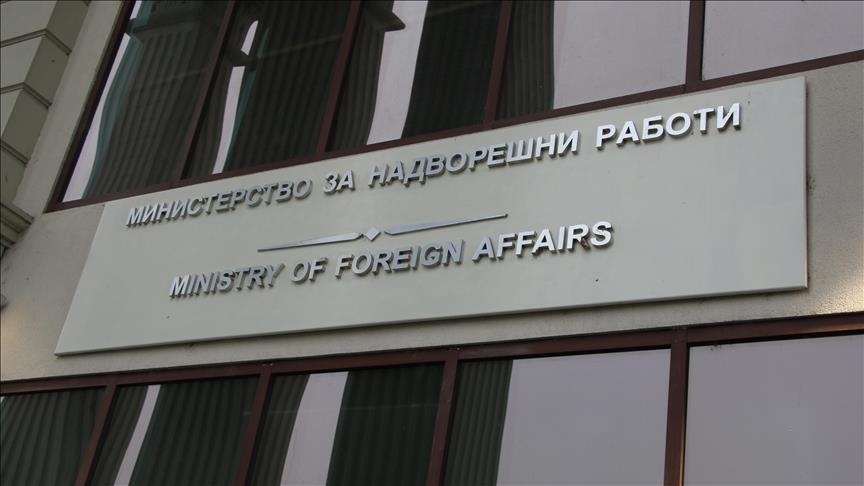 МИНИСТЕРСТВО ЗА НАДВОРЕШНИ РАБОТИ
MINISTRY OF FOREIGN AFFAIRS